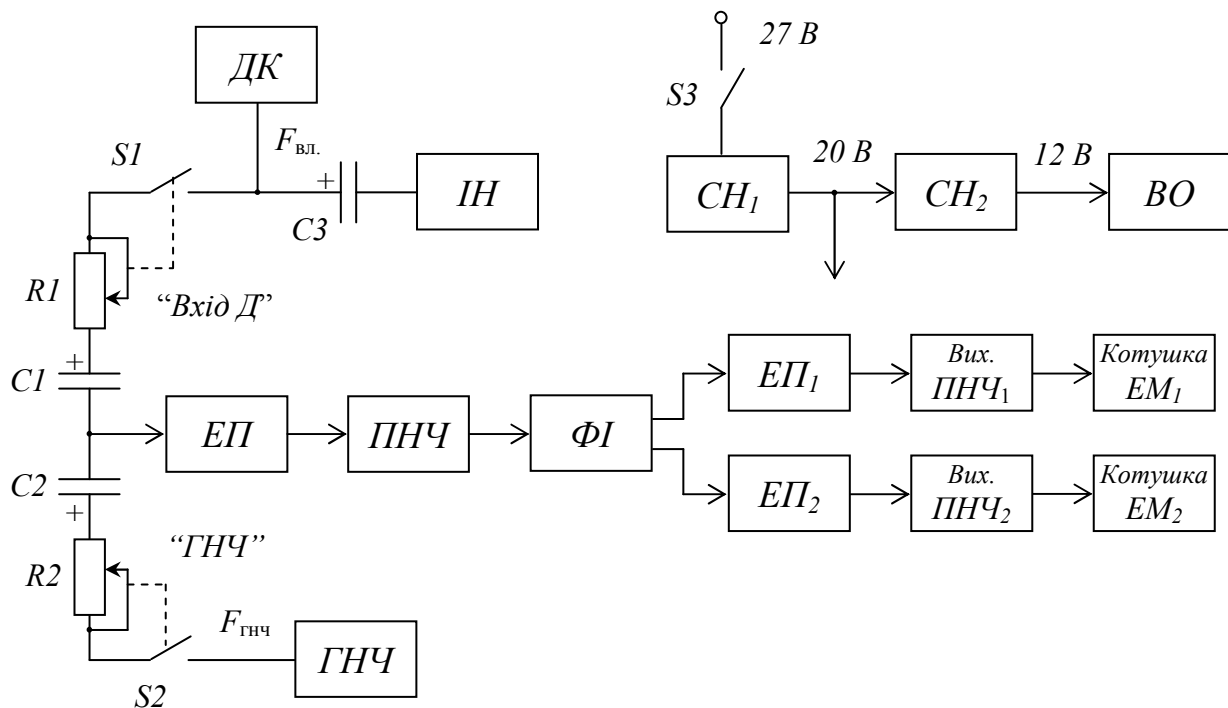 27 В
ДК
S3
S1
Fвл.
20 В
12 В
+
ІН
СН1
СН2
ВО
С3
R1
“Вхід Д”
+
С1
ЕП1
Вих.
ПНЧ1
Котушка
ЕМ1
ЕП
ПНЧ
ФІ
С2
ЕП2
Вих.
ПНЧ2
Котушка
ЕМ2
+
“ГНЧ”
R2
Fгнч
ГНЧ
S2